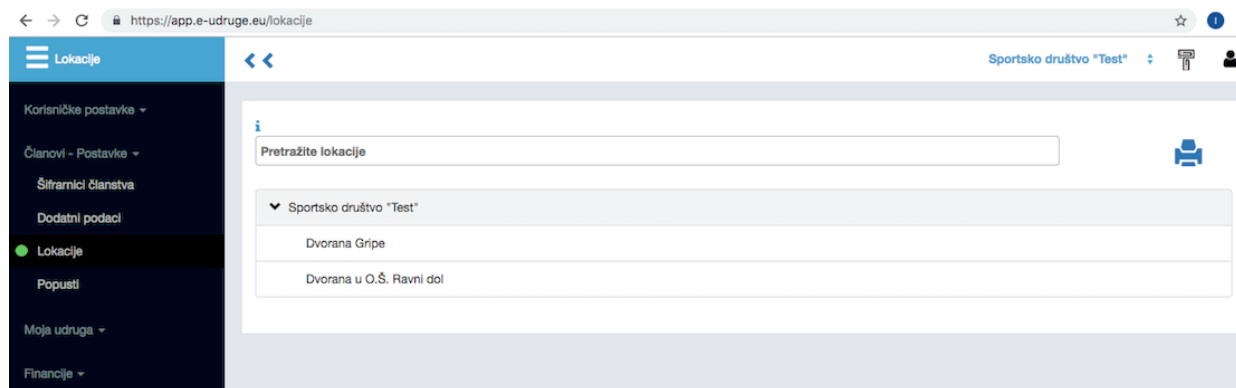 https://app.e-udruge.eu/lokacije
Lokacije
Sportsko društvo "Test"
Korisničke postavke
Pretražite lokacije
Članovi - Postavke
Šifrarnici članstva
Sportsko društvo "Test"
Dodatni podaci
Dvorana Gripe
Lokacije
Dvorana u O.Š. Ravni dol
Popusti
Moja udruga
Financije